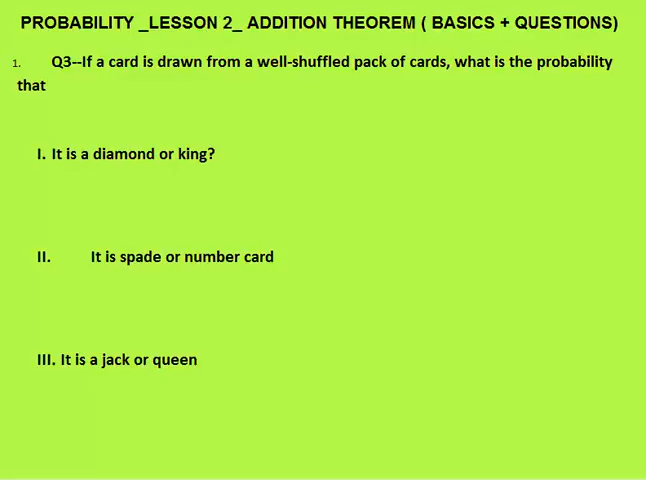 PROBABILITY _LESSON 2_ ADDITION THEOREM ( BASICS + QUESTIONS)
1. Q3--If a card is drawn from a well-shuffled pack of cards, what is the probability
that
I. It is a diamond or king?
II. It is spade or number card
III. It is a jack or queen